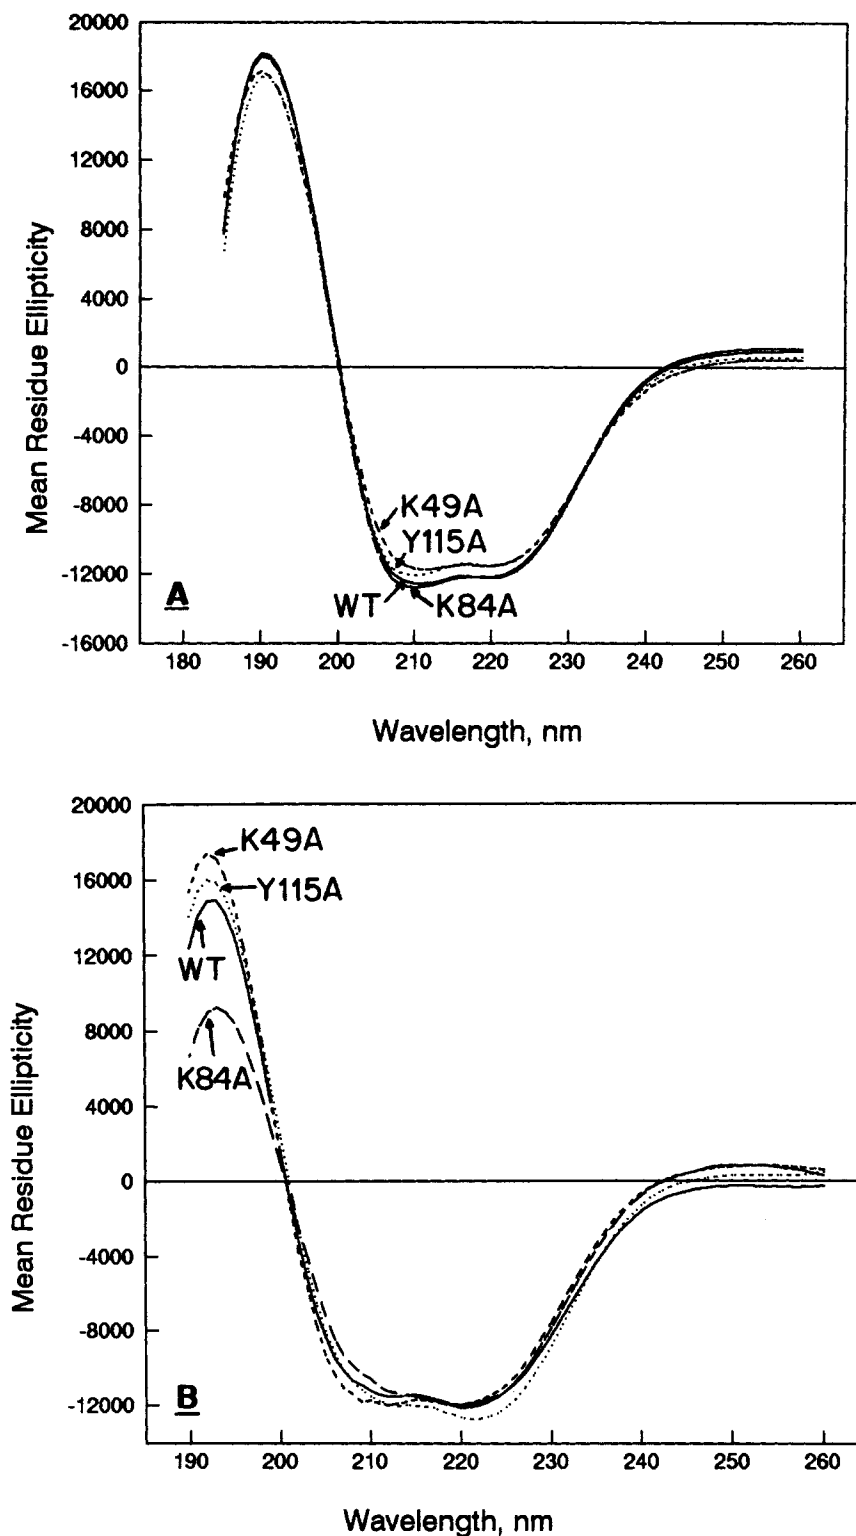 20000
16000
12000
8000
4000
0
-4000
-8000
-12000
-16000
Mean Residue Ellipticity
K49A
Y115A
WT K84A
A
180 190 200 210 220 230 240 250 260
Wavelength, nm
20000
16000
12000
8000
4000
0
-4000
-8000
-12000
Mean Residue Ellipticity
K49A
Y115A
WT
K84A
B
190 200 210 220 230 240 250 260
Wavelength, nm